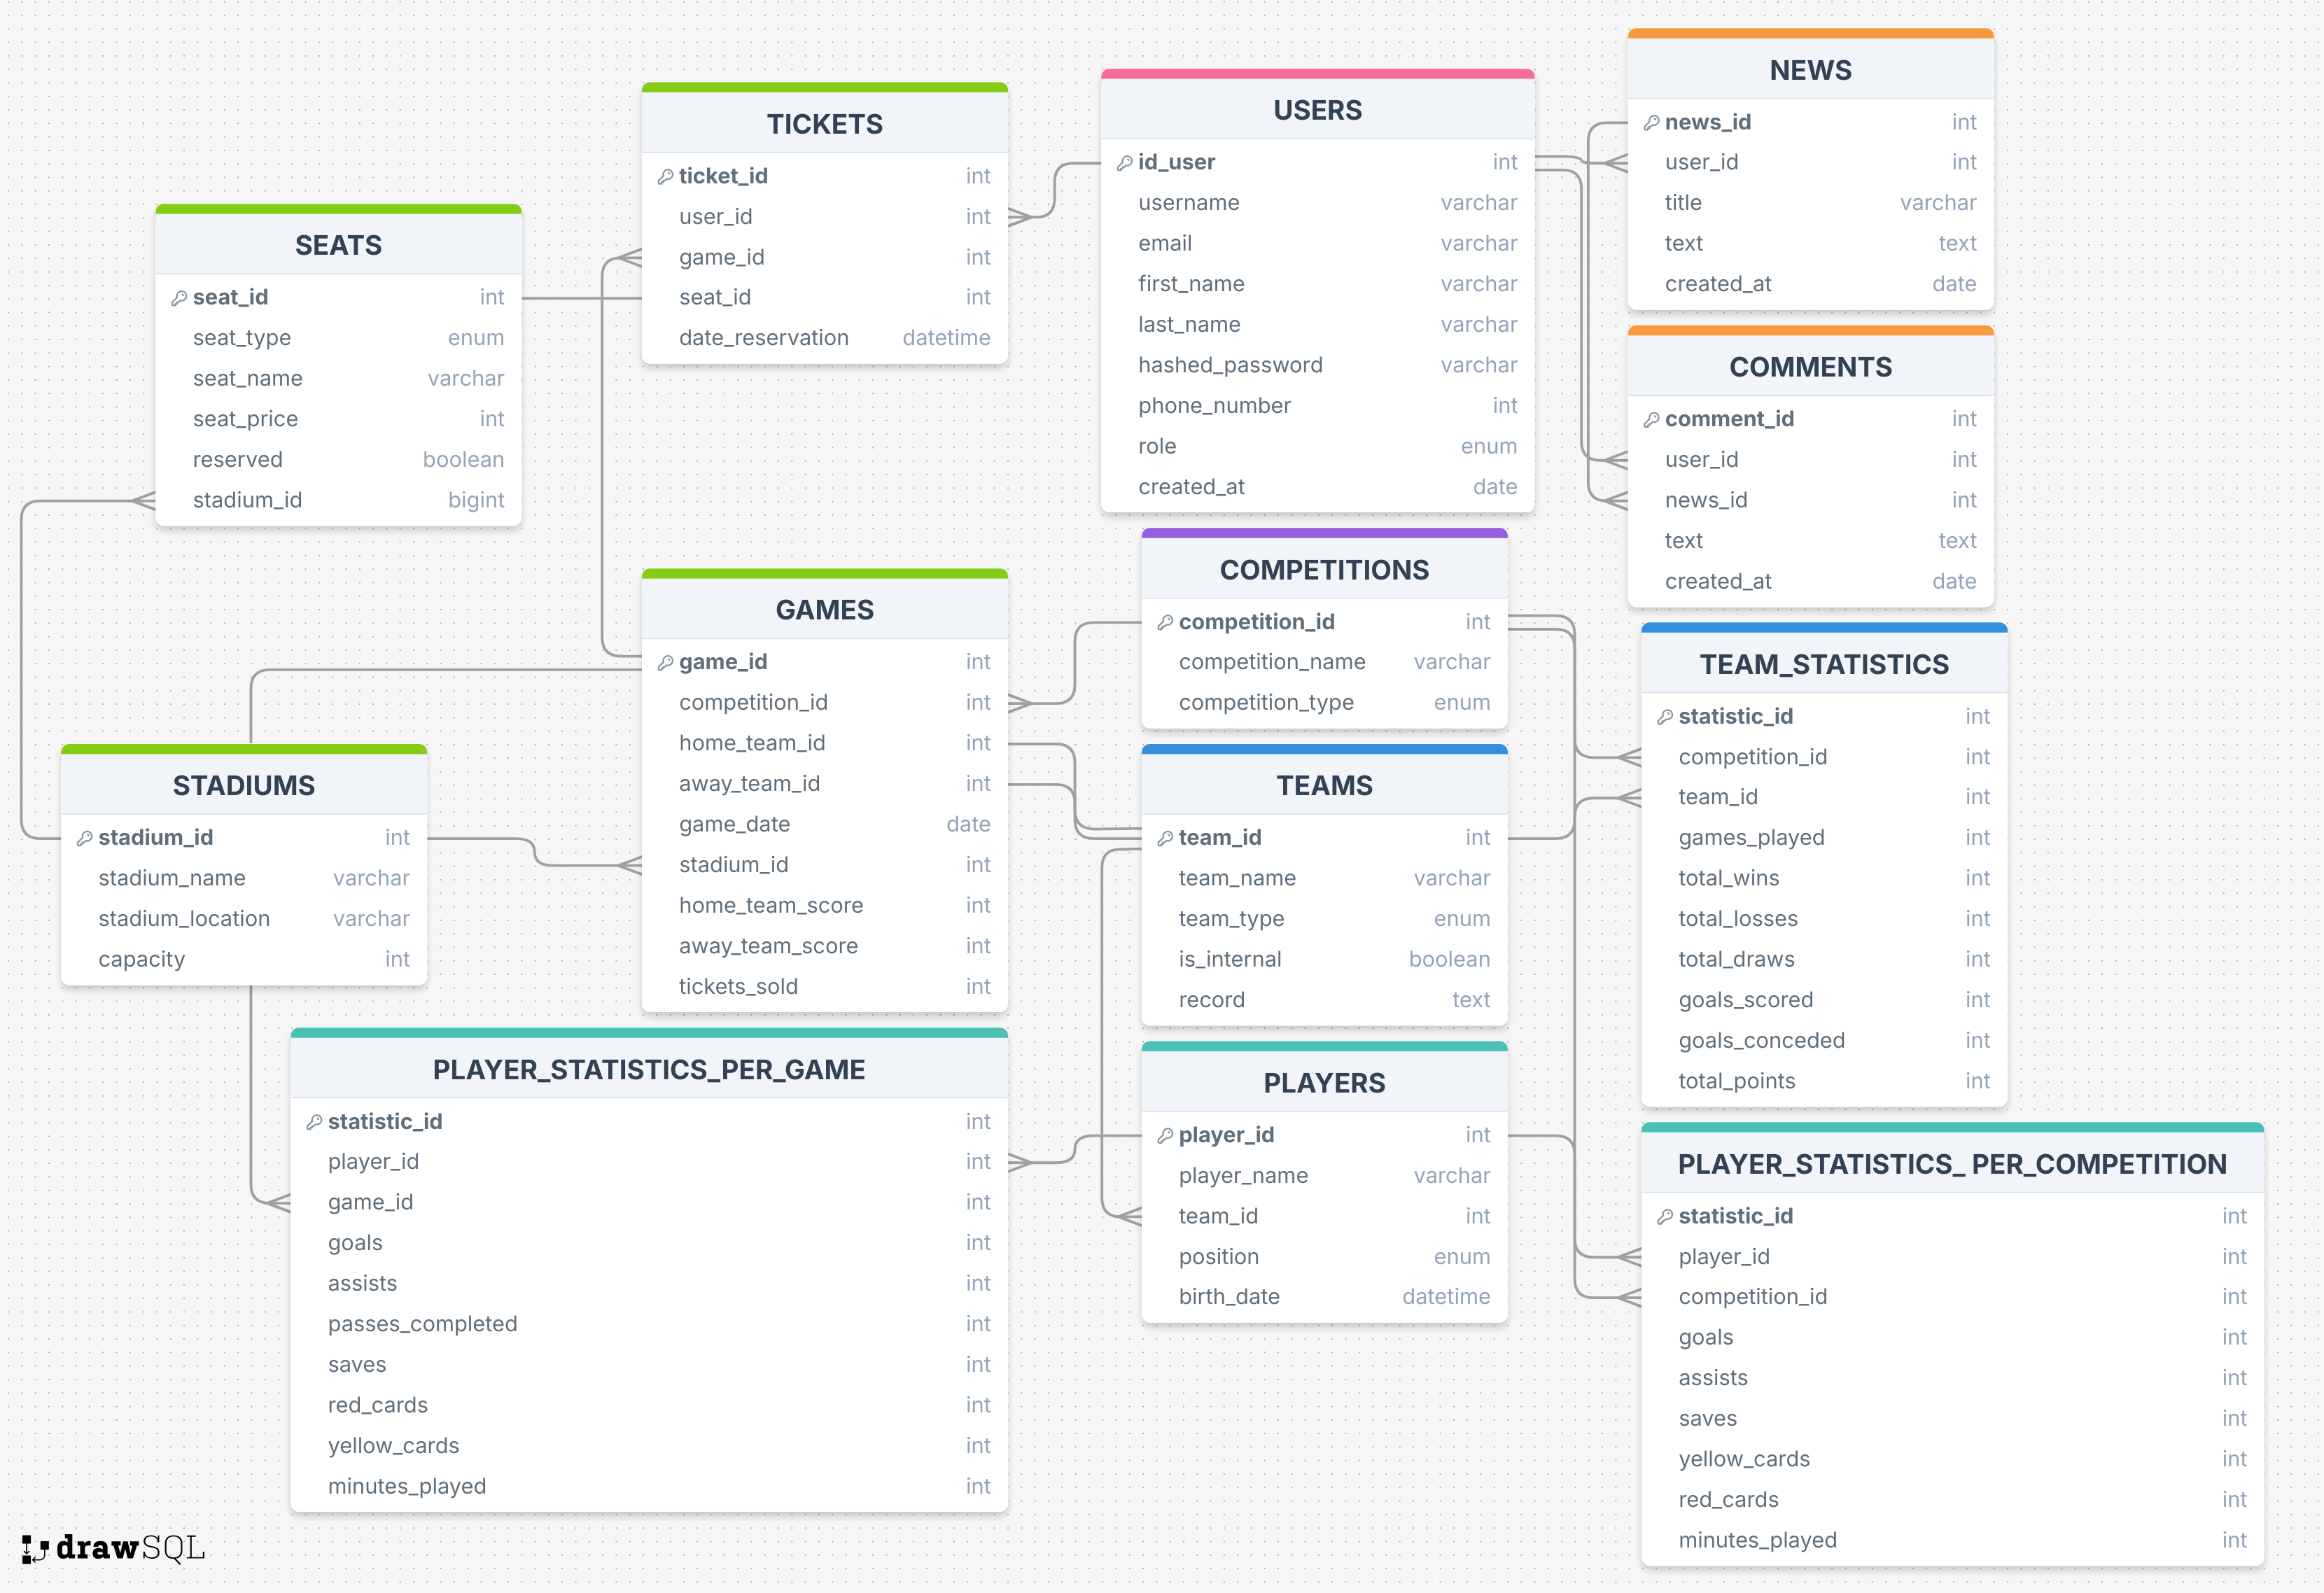 NEWS
news_id int
user_id int
title varchar
text text
created_at date
USERS
id_user int
username varchar
email varchar
first_name varchar
last_name varchar
hashed_password varchar
phone_number int
role enum
created_at date
TICKETS
ticket_id int
user_id int
game_id int
seat_id int
date_reservation datetime
SEATS
seat_id int
seat_type enum
seat_name varchar
seat_price int
reserved boolean
stadium_id bigint
COMMENTS
comment_id int
user_id int
news_id int
text text
created_at date
COMPETITIONS
competition_id int
competition_name varchar
competition_type enum
GAMES
game_id int
competition_id int
home_team_id int
away_team_id int
game_date date
stadium_id int
home_team_score int
away_team_score int
tickets_sold int
TEAM_STATISTICS
statistic_id int
competition_id int
team_id int
games_played int
total_wins int
total_losses int
total_draws int
goals_scored int
goals_conceded int
total_points int
STADIUMS
stadium_id int
stadium_name varchar
stadium_location varchar
capacity int
TEAMS
team_id int
team_name varchar
team_type enum
is_internal boolean
record text
PLAYER_STATISTICS_PER_GAME
statistic_id int
player_id int
game_id int
goals int
assists int
passes_completed int
saves int
red_cards int
yellow_cards int
minutes_played int
PLAYERS
player_id int
player_name varchar
team_id int
position enum
birth_date datetime
PLAYER_STATISTICS_ PER_COMPETITION
statistic_id int
player_id int
competition_id int
goals int
assists int
saves int
yellow_cards int
red_cards int
minutes_played int
drawSQL